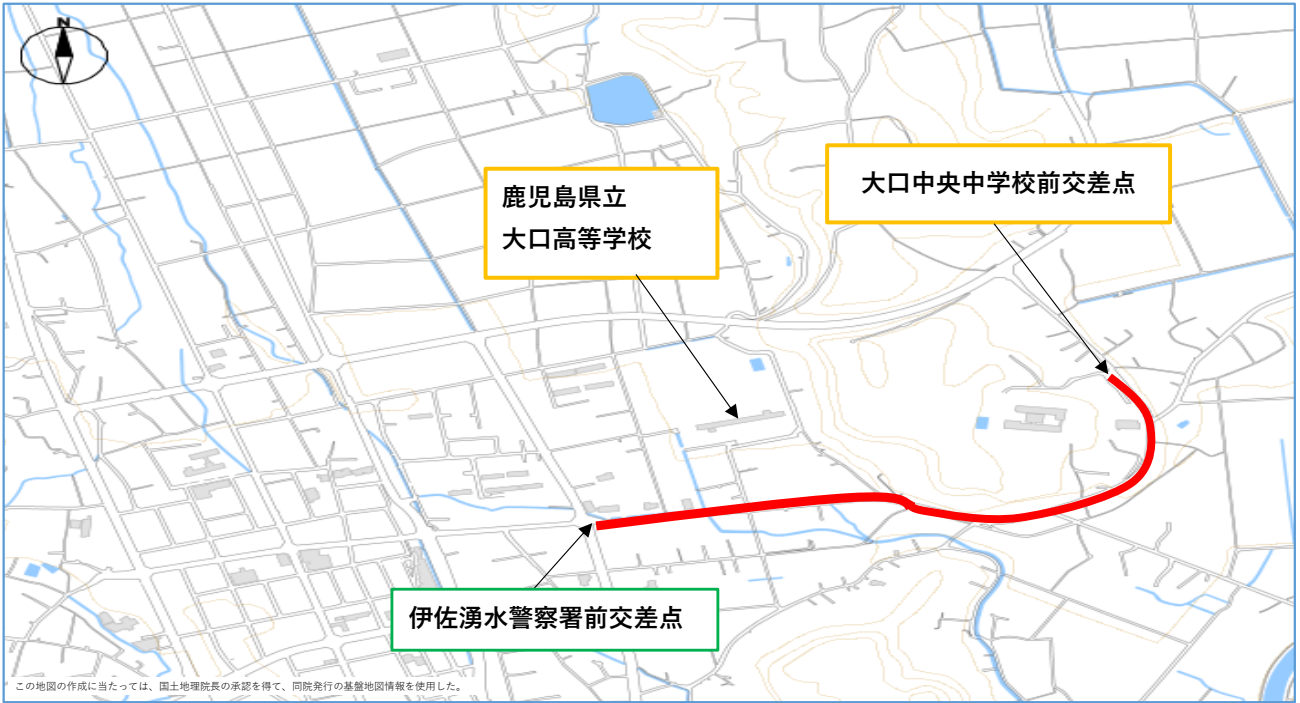 N
大口中央中学校前交差点
鹿児島県立
大口高等学校
伊佐湧水警察署前交差点
この地図の作成に当たっては、国土地理院長の承認を得て、同院発行の基盤地図情報を使用した。